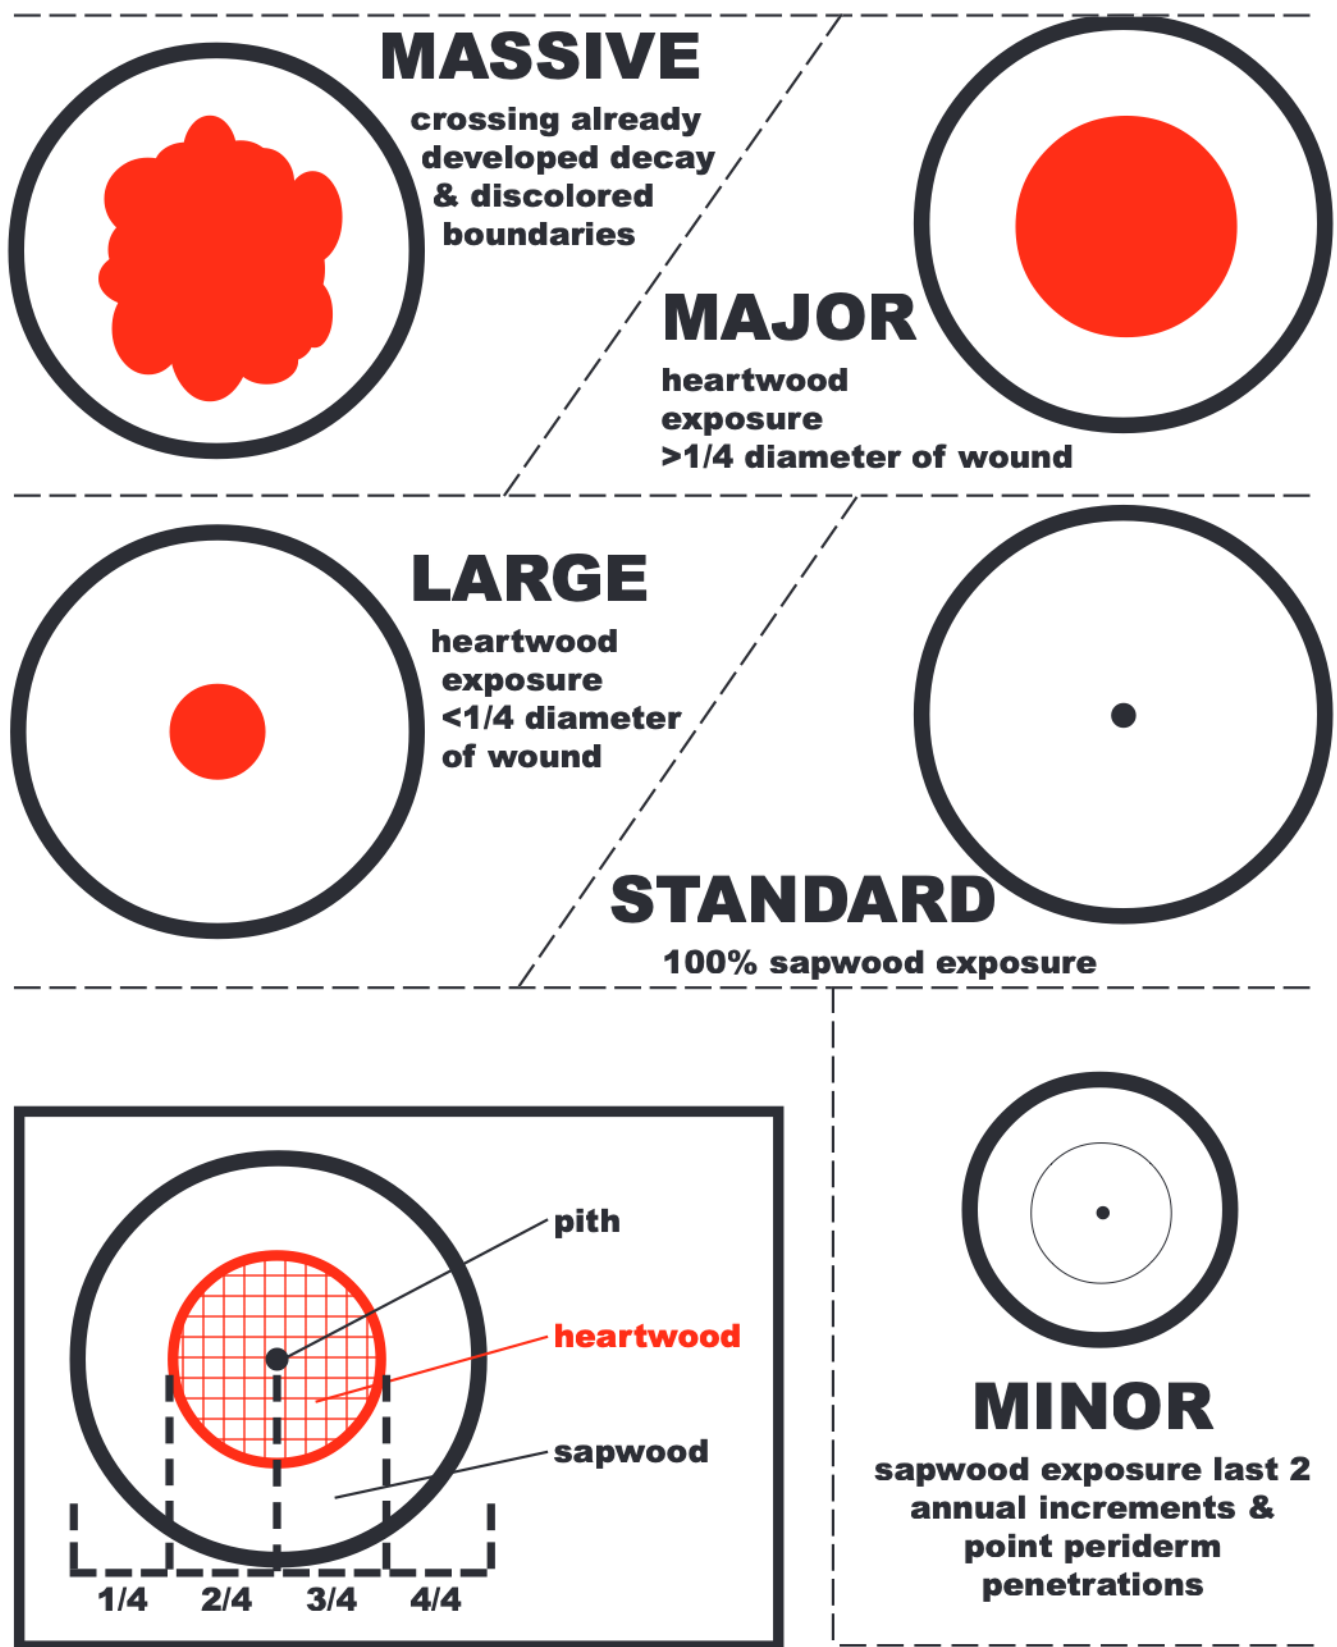 MASSIVE
crossing already
developed decay
& discolored
boundaries
MAJOR
heartwood
exposure
>1/4 diameter of wound
LARGE
heartwood
exposure
<1/4 diameter
of wound
STANDARD
100% sapwood exposure
pith
heartwood
sapwood
1/4 2/4 3/4 4/4
MINOR
sapwood exposure last 2
annual increments &
point periderm
penetrations